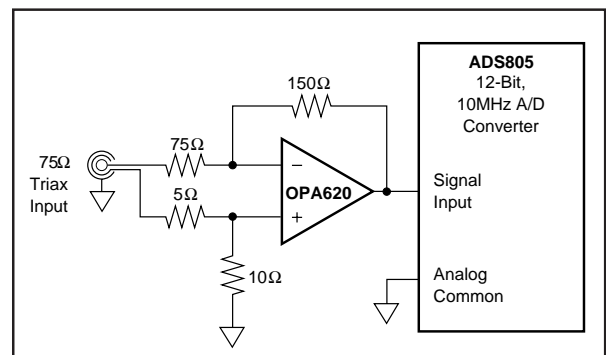 ADS805
12-Bit,
10MHz A/D
Converter
150Ω
75Ω
75Ω
Triax
Input
5Ω
−
OPA620
+
Signal
Input
10Ω
Analog
Common